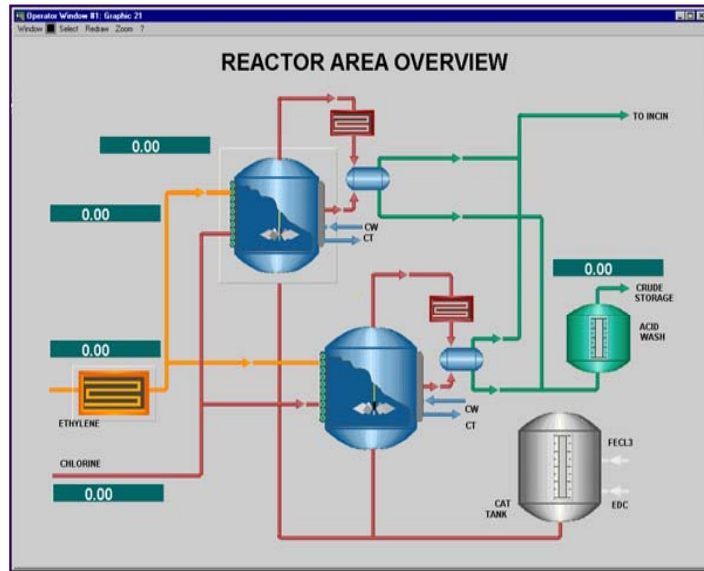 Operator Window #1: Graphic 21
Window Select Redraw Zoom ?
REACTOR AREA OVERVIEW
TO INCIN
0.00
0.00
CW
CT
0.00
CRUDE
STORAGE
ACID
WASH
0.00
ETHYLENE
CW
CT
CHLORINE
0.00
FECL3
CAT
TANK
EDC